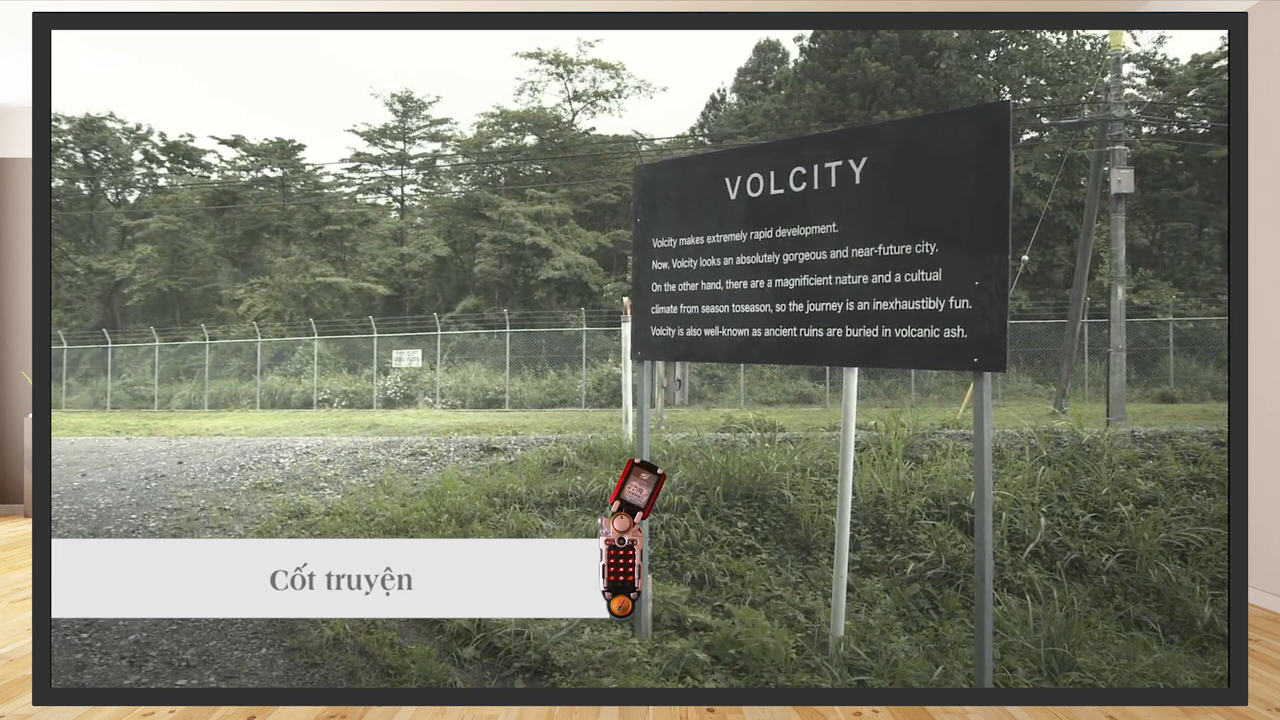 VOLCITY
Volcity makes extremely rapid development.
Now, Volcity looks an absolutely gorgeous and near-future city.
On the other hand, there are a magnificient nature and a cultual
climate from season toseason, so the journey is an inexhaustibly fun.
Volcity is also well-known as ancient ruins are buried in volcanic ash.
Cốt truyện